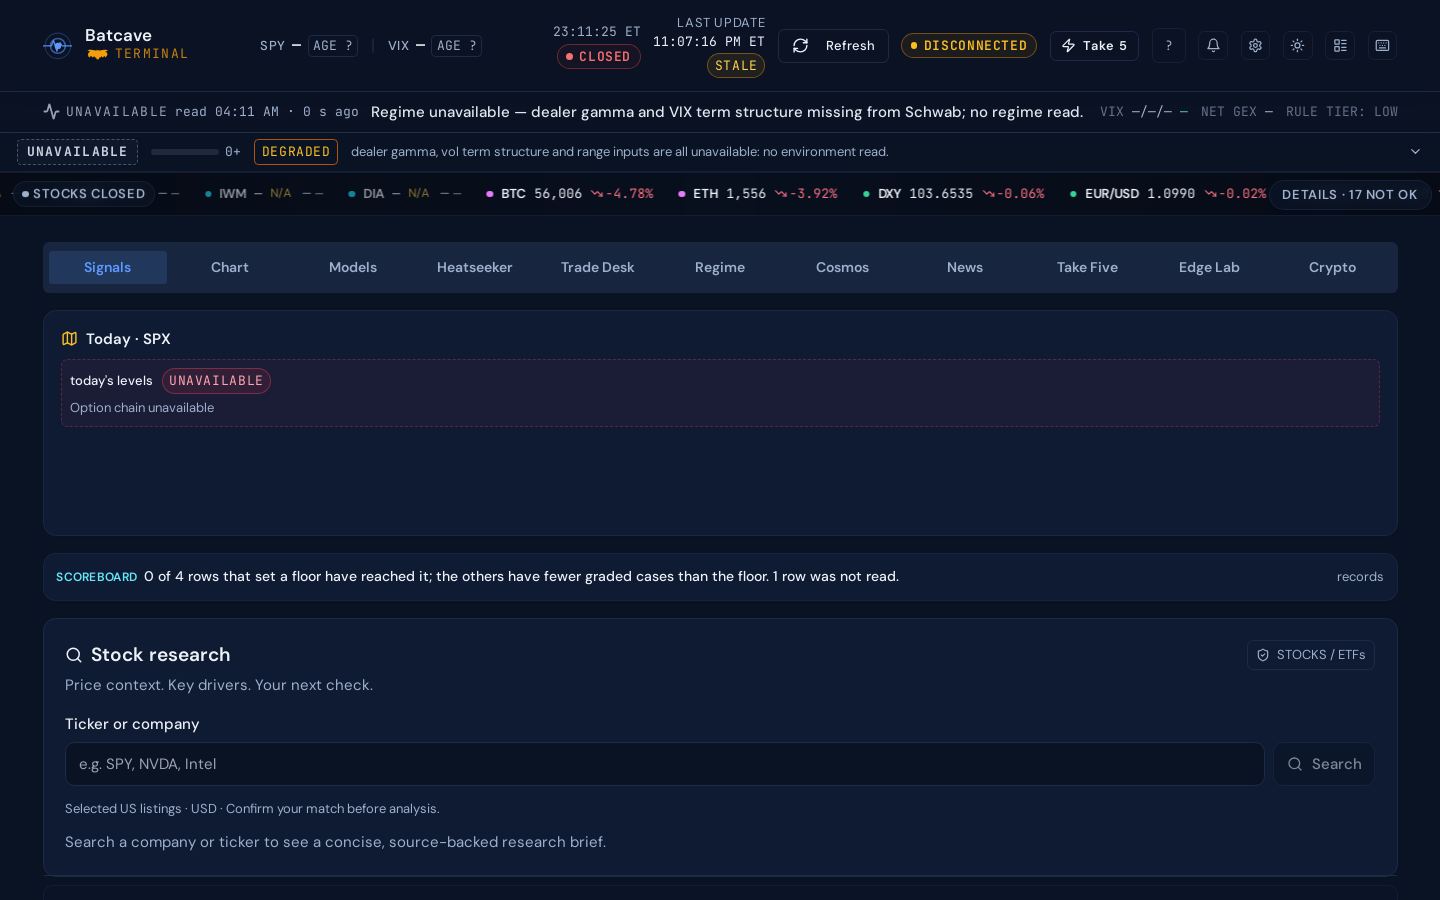 Batcave
TERMINAL
SPY — AGE ?
VIX — AGE ?
23:11:25 ET
CLOSED
LAST UPDATE
11:07:16 PM ET
STALE
Refresh
DISCONNECTED
Take 5
?
UNAVAILABLE read 04:11 AM · 0 s ago Regime unavailable — dealer gamma and VIX term structure missing from Schwab; no regime read. VIX —/—/— — NET GEX — RULE TIER: LOW
UNAVAILABLE 0+ DEGRADED dealer gamma, vol term structure and range inputs are all unavailable: no environment read.
STOCKS CLOSED —— IWM — N/A —— DIA — N/A —— BTC 56,006 -4.78% ETH 1,556 -3.92% DXY 103.6535 -0.06% EUR/USD 1.0990 -0.02% DETAILS · 17 NOT OK
Signals Chart Models Heatseeker Trade Desk Regime Cosmos News Take Five Edge Lab Crypto
Today · SPX
today's levels UNAVAILABLE
Option chain unavailable
SCOREBOARD 0 of 4 rows that set a floor have reached it; the others have fewer graded cases than the floor. 1 row was not read. records
Stock research
STOCKS / ETFs
Price context. Key drivers. Your next check.
Ticker or company
e.g. SPY, NVDA, Intel
Search
Selected US listings · USD · Confirm your match before analysis.
Search a company or ticker to see a concise, source-backed research brief.